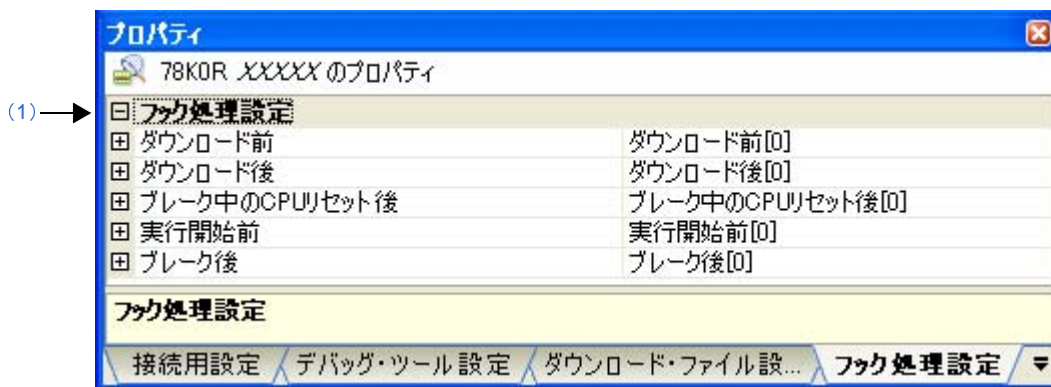 プロパティ
78K0R XXXXX のプロパティ
(1)
フック処理設定
ダウンロード前 ダウンロード前[0]
ダウンロード後 ダウンロード後[0]
ブレーク中のCPUリセット後 ブレーク中のCPUリセット後[0]
実行開始前 実行開始前[0]
ブレーク後 ブレーク後[0]
フック処理設定
接続用設定 デバッグ・ツール設定 ダウンロード・ファイル設... フック処理設定